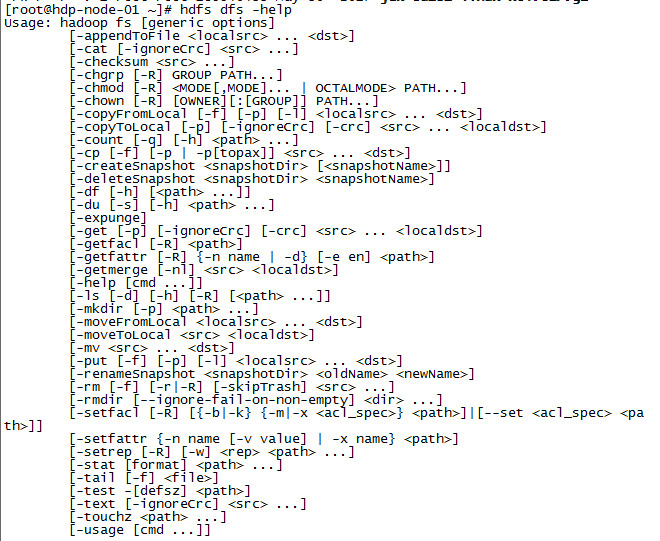 [root@hdp-node-01 ~]# hdfs dfs -help
Usage: hadoop fs [generic options]
[-appendToFile <localsrc> ... <dst>]
[-cat [-ignoreCrc] <src> ...]
[-checksum <src> ...]
[-chgrp [-R] GROUP PATH...]
[-chmod [-R] <MODE[,MODE]... | OCTALMODE> PATH...]
[-chown [-R] [OWNER][:[GROUP]] PATH...]
[-copyFromLocal [-f] [-p] [-l] <localsrc> ... <dst>]
[-copyToLocal [-p] [-ignoreCrc] [-crc] <src> ... <localdst>]
[-count [-q] [-h] <path> ...]
[-cp [-f] [-p | -p[topax]] <src> ... <dst>]
[-createSnapshot <snapshotDir> [<snapshotName>]]
[-deleteSnapshot <snapshotDir> <snapshotName>]
[-df [-h] [<path> ...]]
[-du [-s] [-h] <path> ...]
[-expunge]
[-get [-p] [-ignoreCrc] [-crc] <src> ... <localdst>]
[-getfacl [-R] <path>]
[-getfattr [-R] {-n name | -d} [-e en] <path>]
[-getmerge [-nl] <src> <localdst>]
[-help [cmd ...]]
[-ls [-d] [-h] [-R] [<path> ...]]
[-mkdir [-p] <path> ...]
[-moveFromLocal <localsrc> ... <dst>]
[-moveToLocal <src> <localdst>]
[-mv <src> ... <dst>]
[-put [-f] [-p] [-l] <localsrc> ... <dst>]
[-renameSnapshot <snapshotDir> <oldName> <newName>]
[-rm [-f] [-r|-R] [-skipTrash] <src> ...]
[-rmdir [--ignore-fail-on-non-empty] <dir> ...]
[-setfacl [-R] [{-b|-k} {-m|-x <acl_spec>} <path>]|[--set <acl_spec> <pa
th>]]
[-setfattr {-n name [-v value] | -x name} <path>]
[-setrep [-R] [-w] <rep> <path> ...]
[-stat [format] <path> ...]
[-tail [-f] <file>]
[-test -[defsz] <path>]
[-text [-ignoreCrc] <src> ...]
[-touchz <path> ...]
[-usage [cmd ...]]